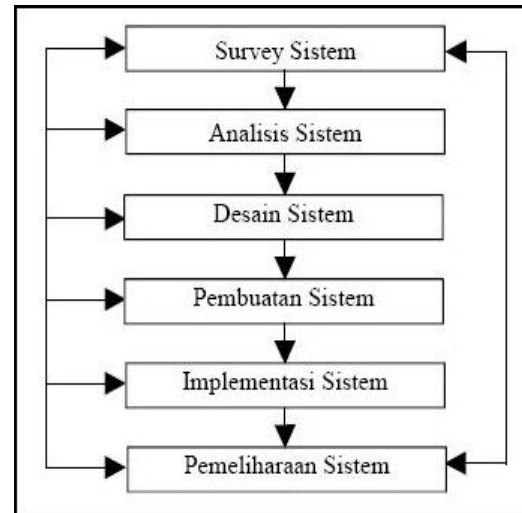 Survey Sistem
Analisis Sistem
Desain Sistem
Pembuatan Sistem
Implementasi Sistem
Pemeliharaan Sistem